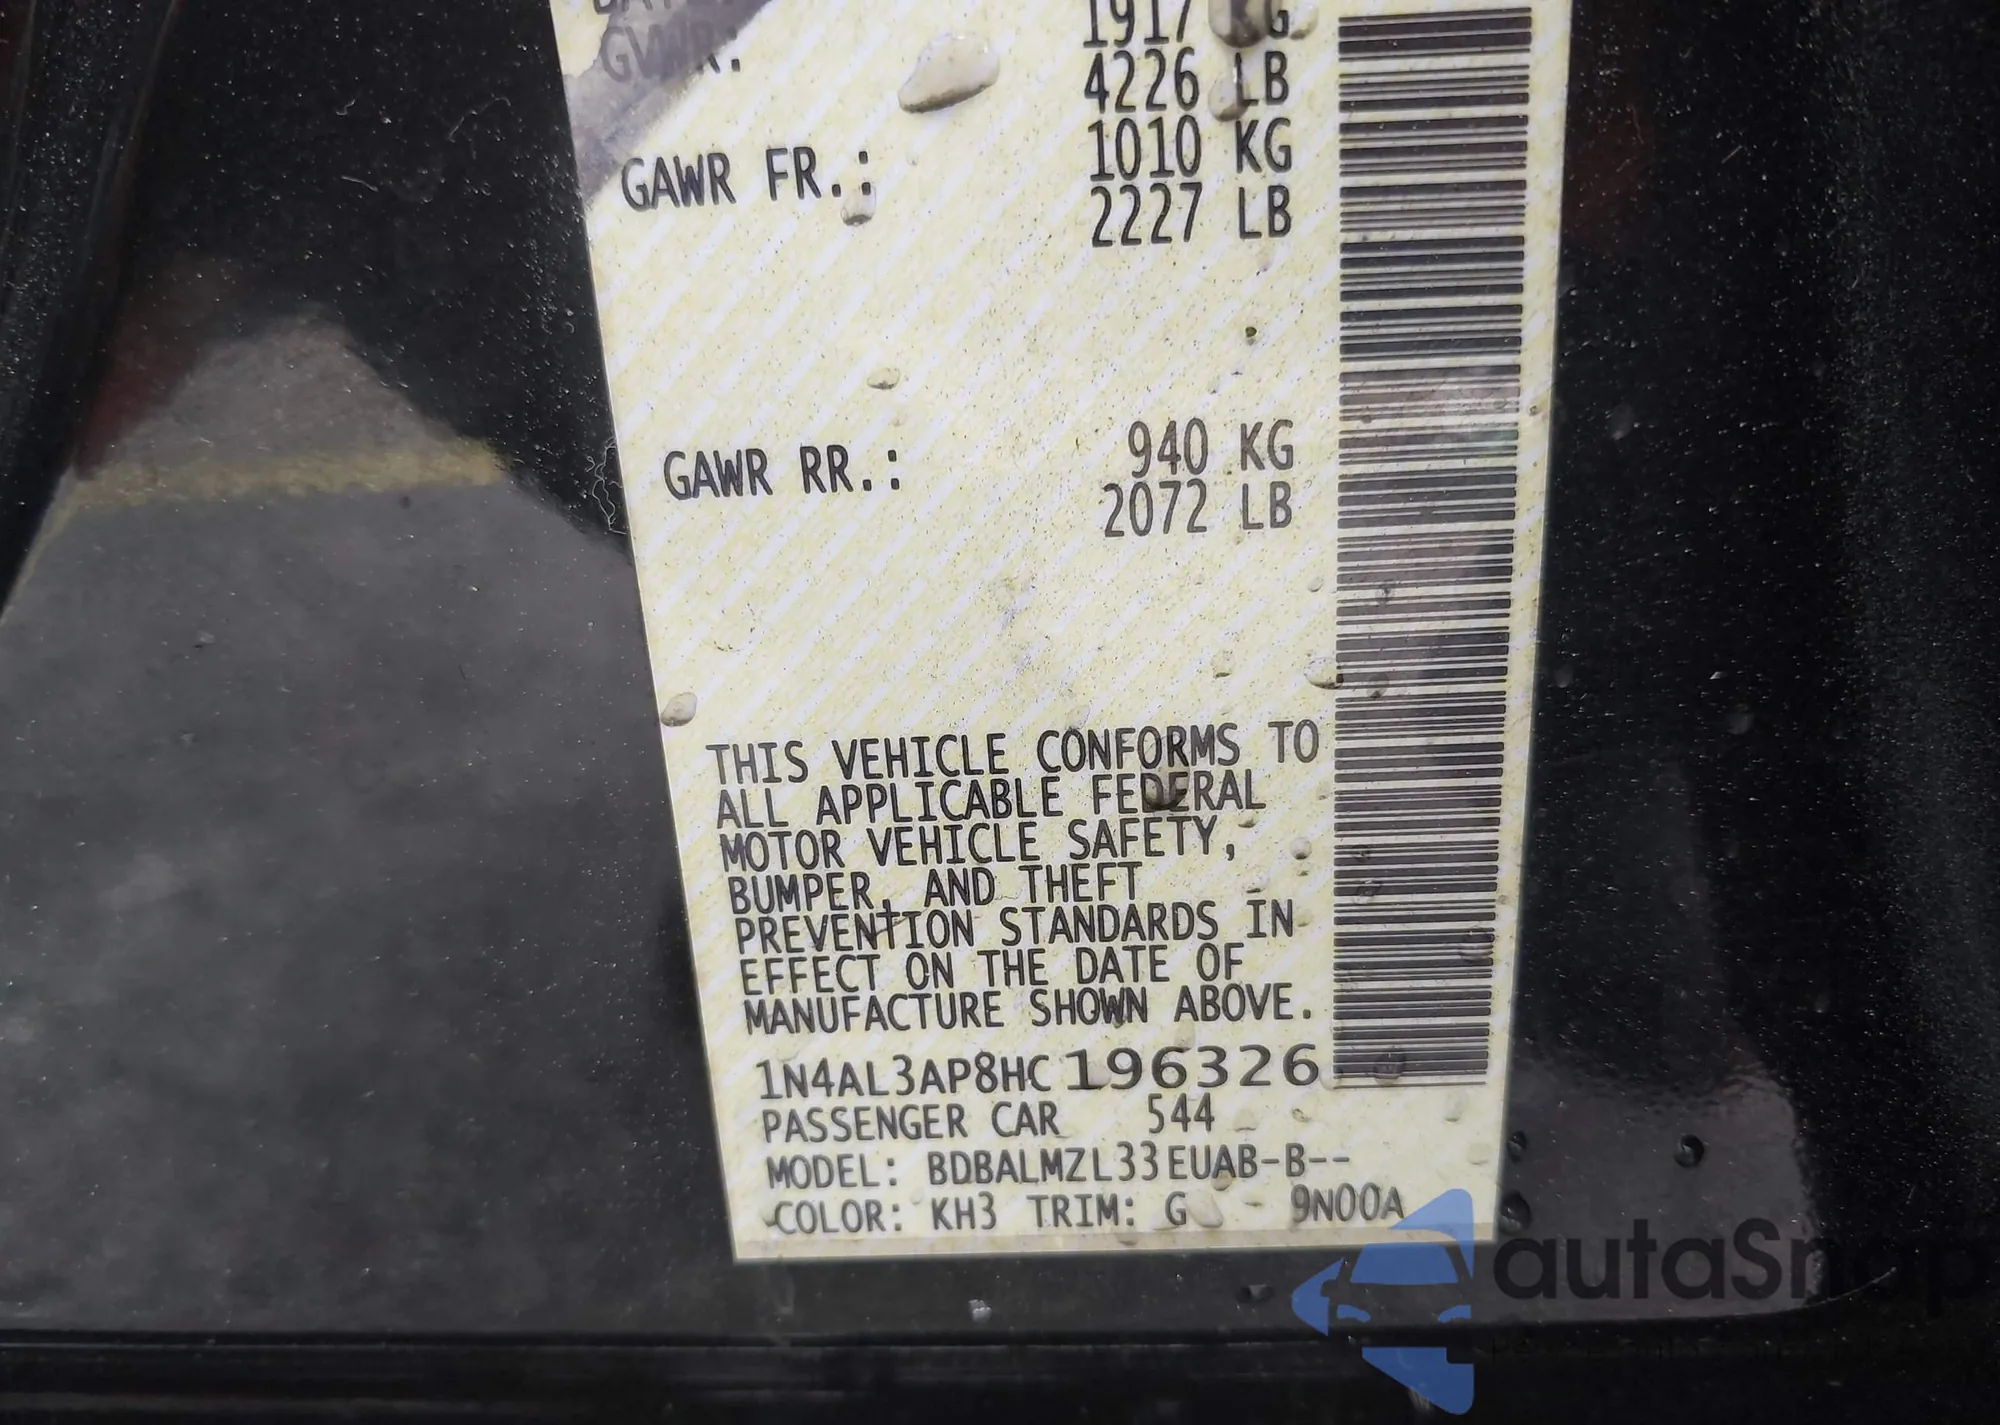 GVWR: 1917 KG
4226 LB
GAWR FR.: 1010 KG
2227 LB
GAWR RR.: 940 KG
2072 LB
THIS VEHICLE CONFORMS TO
ALL APPLICABLE FEDERAL
MOTOR VEHICLE SAFETY,
BUMPER, AND THEFT
PREVENTION STANDARDS IN
EFFECT ON THE DATE OF
MANUFACTURE SHOWN ABOVE.
1N4AL3AP8HC196326
PASSENGER CAR 544
MODEL: BDBALMZL33EUAB-B--
COLOR: KH3 TRIM: G - 9N00A
autaSnap